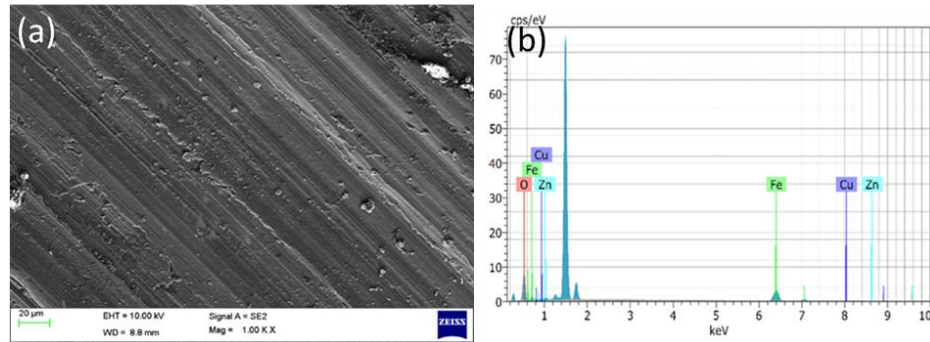 (a)
20 µm
EHT = 10.00 kV
WD = 8.8 mm
Signal A = SE2
Mag = 1.00 K X
ZEISS
(b)
cps/eV
70
60
50
40
30
20
10
0
O
Fe
Cu
Zn
Fe
Cu
Zn
1 2 3 4 5 6 7 8 9 10
keV